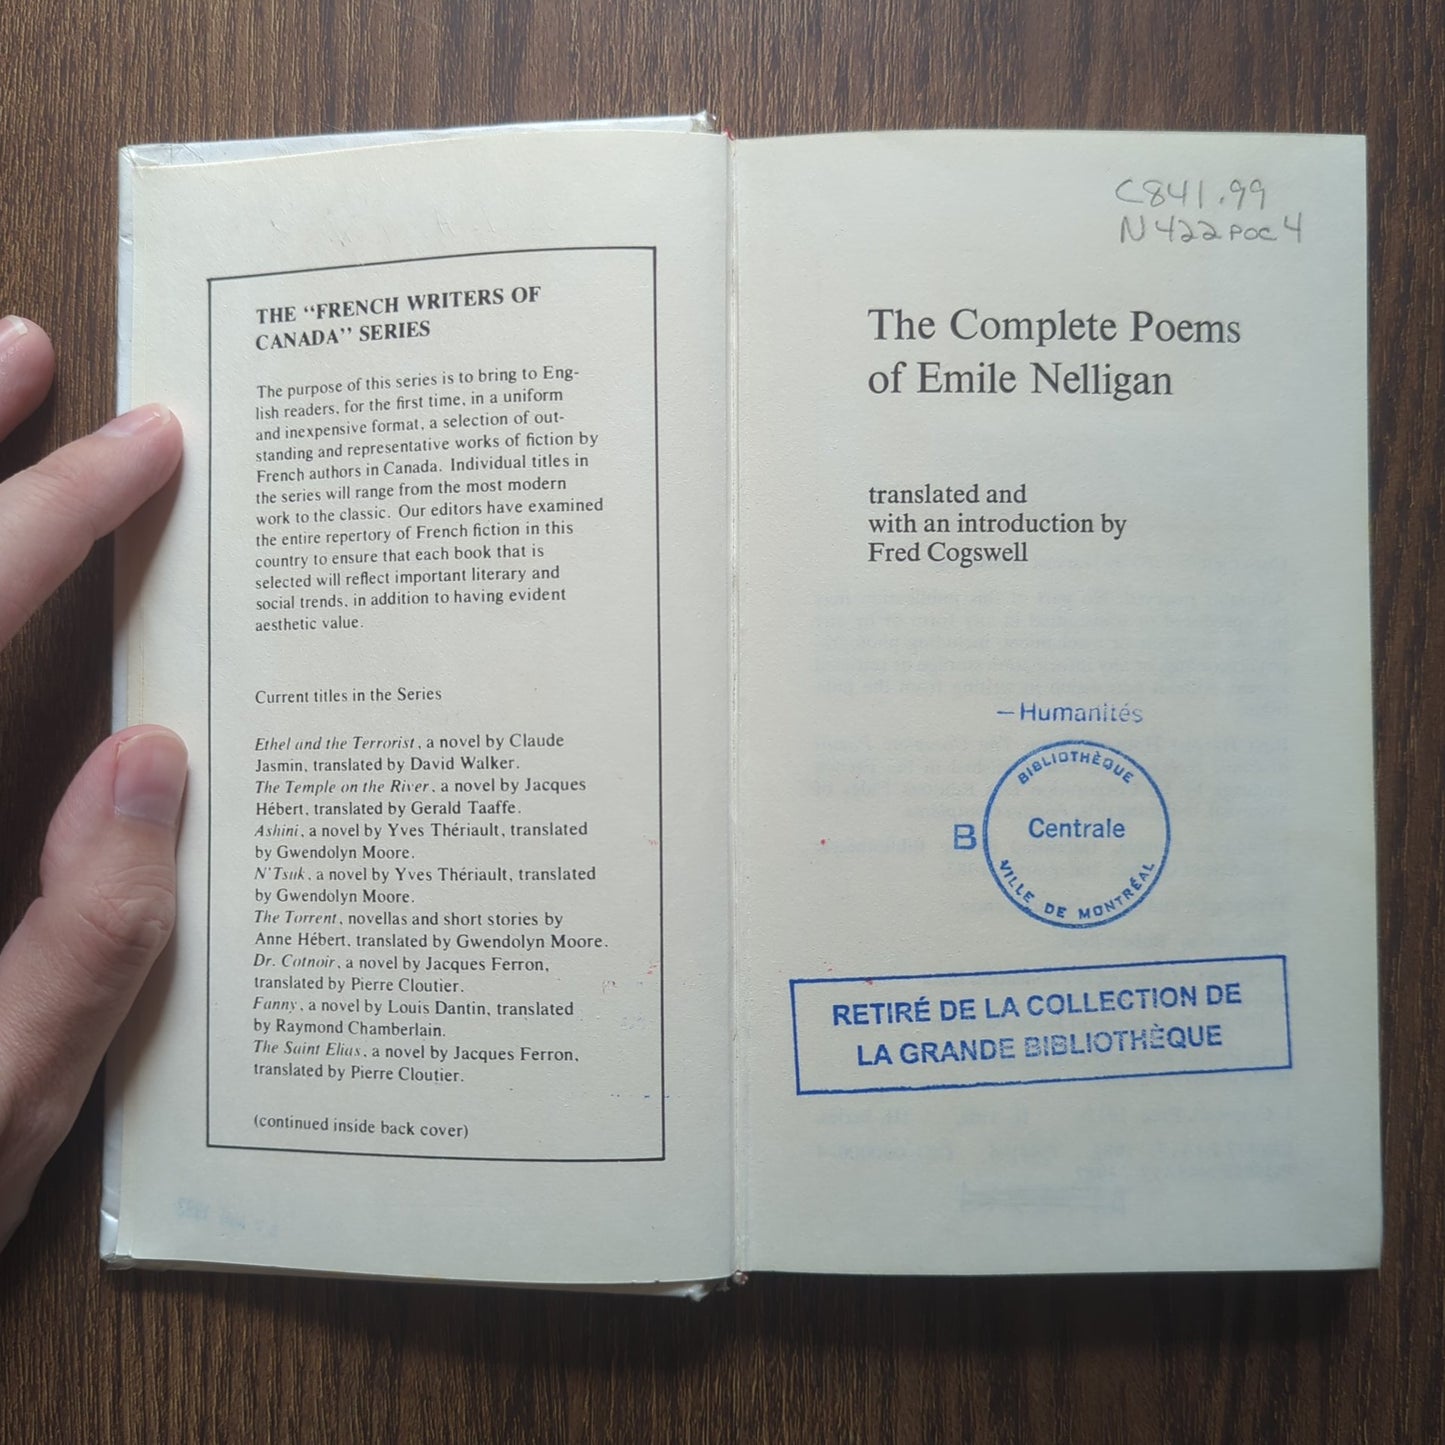 THE “FRENCH WRITERS OF
CANADA” SERIES
The purpose of this series is to bring to Eng-
lish readers, for the first time, in a uniform
and inexpensive format, a selection of out-
standing and representative works of fiction by
French authors in Canada. Individual titles in
the series will range from the most modern
work to the classic. Our editors have examined
the entire repertory of French fiction in this
country to ensure that each book that is
selected will reflect important literary and
social trends, in addition to having evident
aesthetic value.
Current titles in the Series
Ethel and the Terrorist, a novel by Claude
Jasmin, translated by David Walker.
The Temple on the River, a novel by Jacques
Hébert, translated by Gerald Taaffe.
Ashini, a novel by Yves Thériault, translated
by Gwendolyn Moore.
N'Tsuk, a novel by Yves Thériault, translated
by Gwendolyn Moore.
The Torrent, novellas and short stories by
Anne Hébert, translated by Gwendolyn Moore.
Dr. Cotnoir, a novel by Jacques Ferron,
translated by Pierre Cloutier.
Fanny, a novel by Louis Dantin, translated
by Raymond Chamberlain.
The Saint Elias, a novel by Jacques Ferron,
translated by Pierre Cloutier.
(continued inside back cover)
C841.99
N422poc4
The Complete Poems
of Emile Nelligan
translated and
with an introduction by
Fred Cogswell
— Humanités
BIBLIOTHÈQUE
B Centrale
VILLE DE MONTRÉAL
RETIRÉ DE LA COLLECTION DE
LA GRANDE BIBLIOTHÈQUE